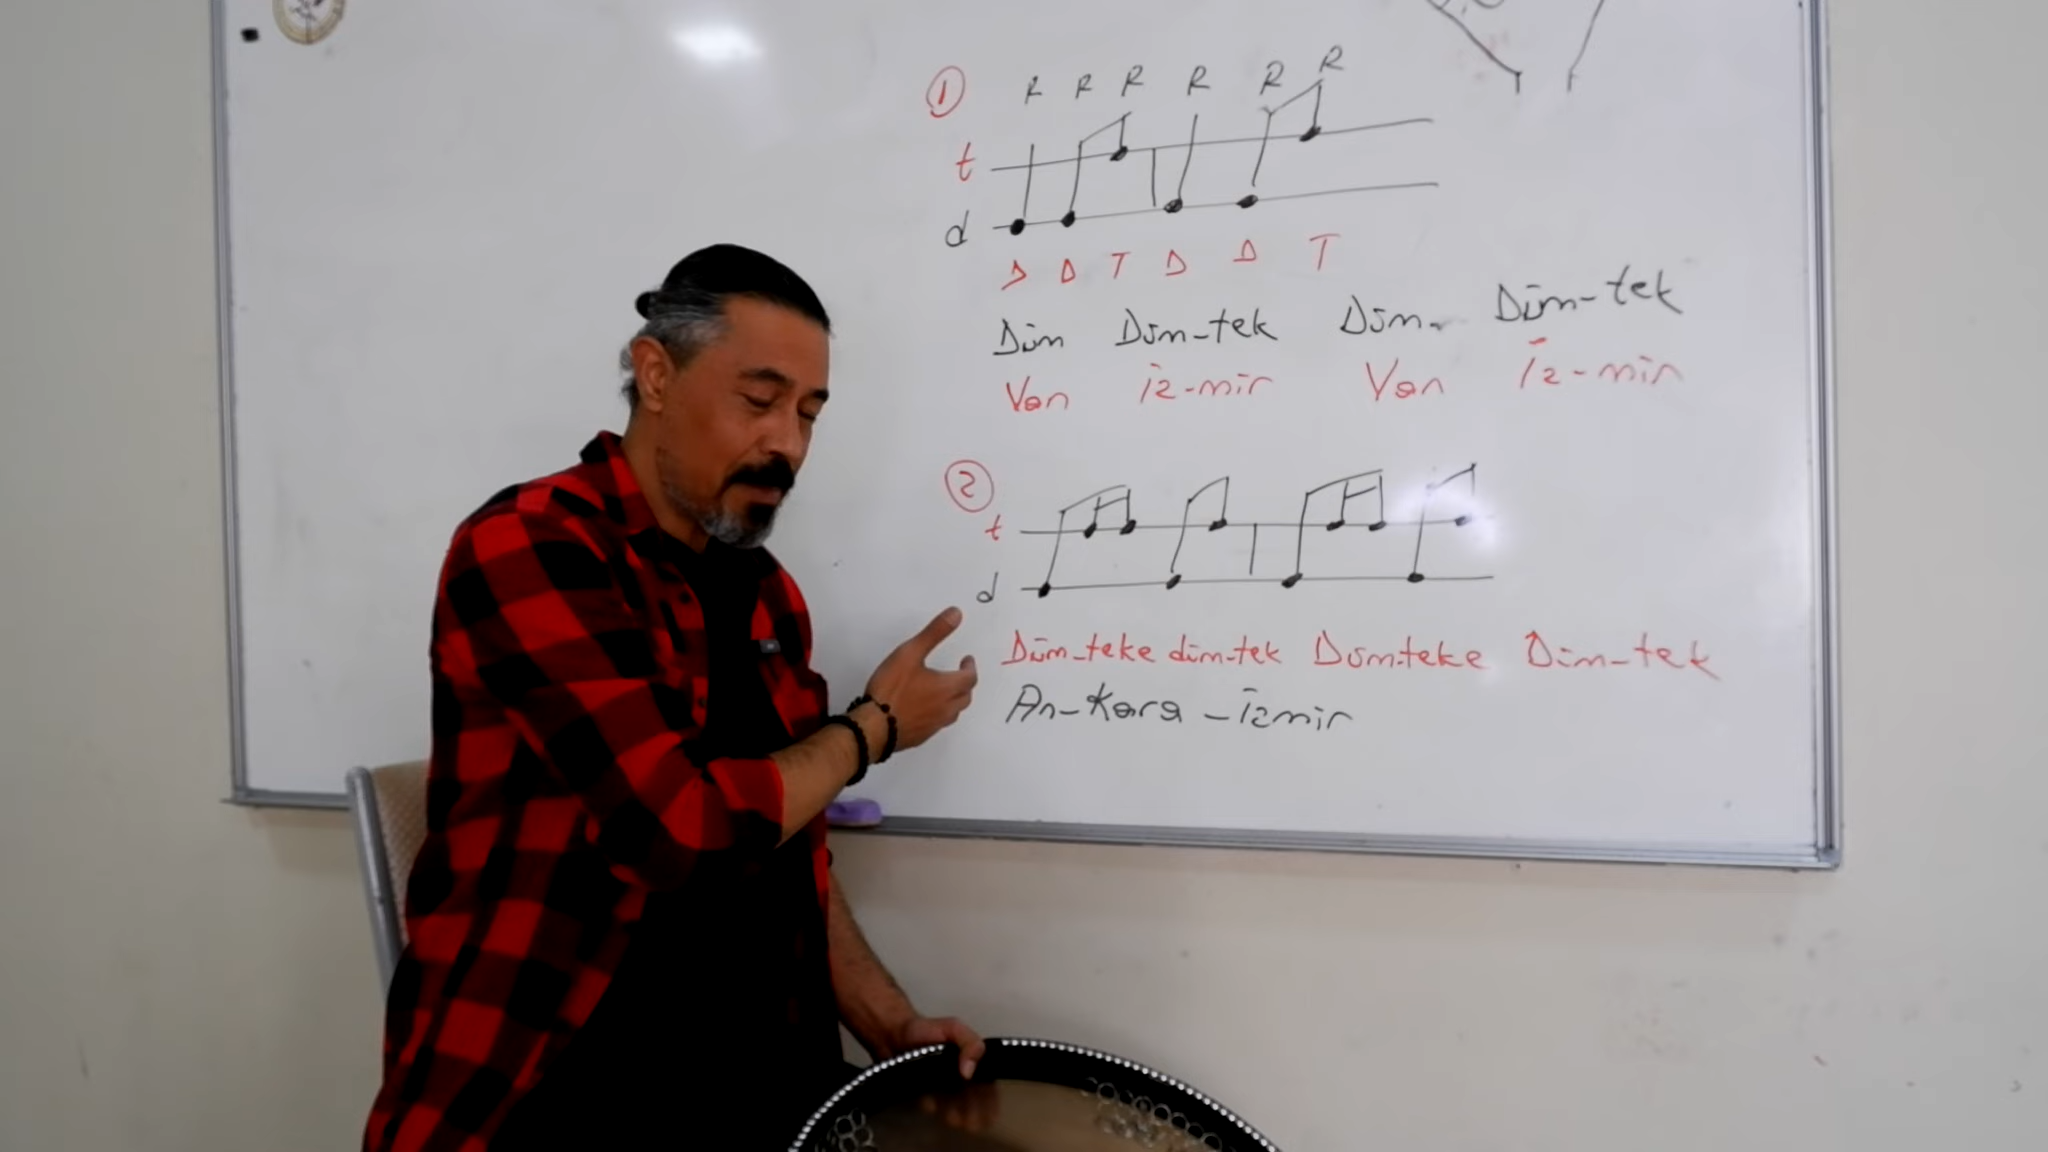 1 R R R R R R
t
d
D D T D D T
Düm Düm-tek Düm Düm-tek
Van İz-mir Van İz-mir
2
t
d
Düm-teke düm-tek Düm-teke Düm-tek
An-Kara-İzmir